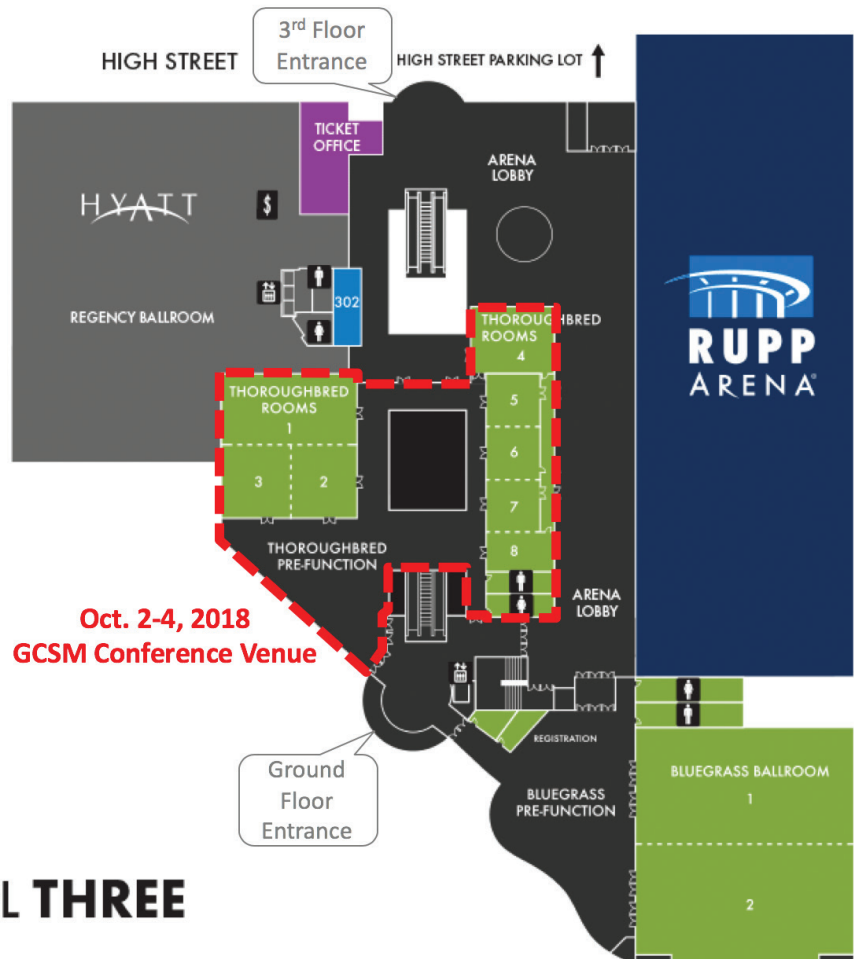 3rd Floor
Entrance
HIGH STREET
HIGH STREET PARKING LOT
TICKET
OFFICE
ARENA
LOBBY
HYATT
$
302
REGENCY BALLROOM
THOROUGHBRED
ROOMS
4
RUPP
ARENA®
THOROUGHBRED
ROOMS
1
5
6
3
2
7
8
THOROUGHBRED
PRE-FUNCTION
ARENA
LOBBY
Oct. 2-4, 2018
GCSM Conference Venue
REGISTRATION
Ground
Floor
Entrance
BLUEGRASS BALLROOM
1
BLUEGRASS
PRE-FUNCTION
2
L THREE